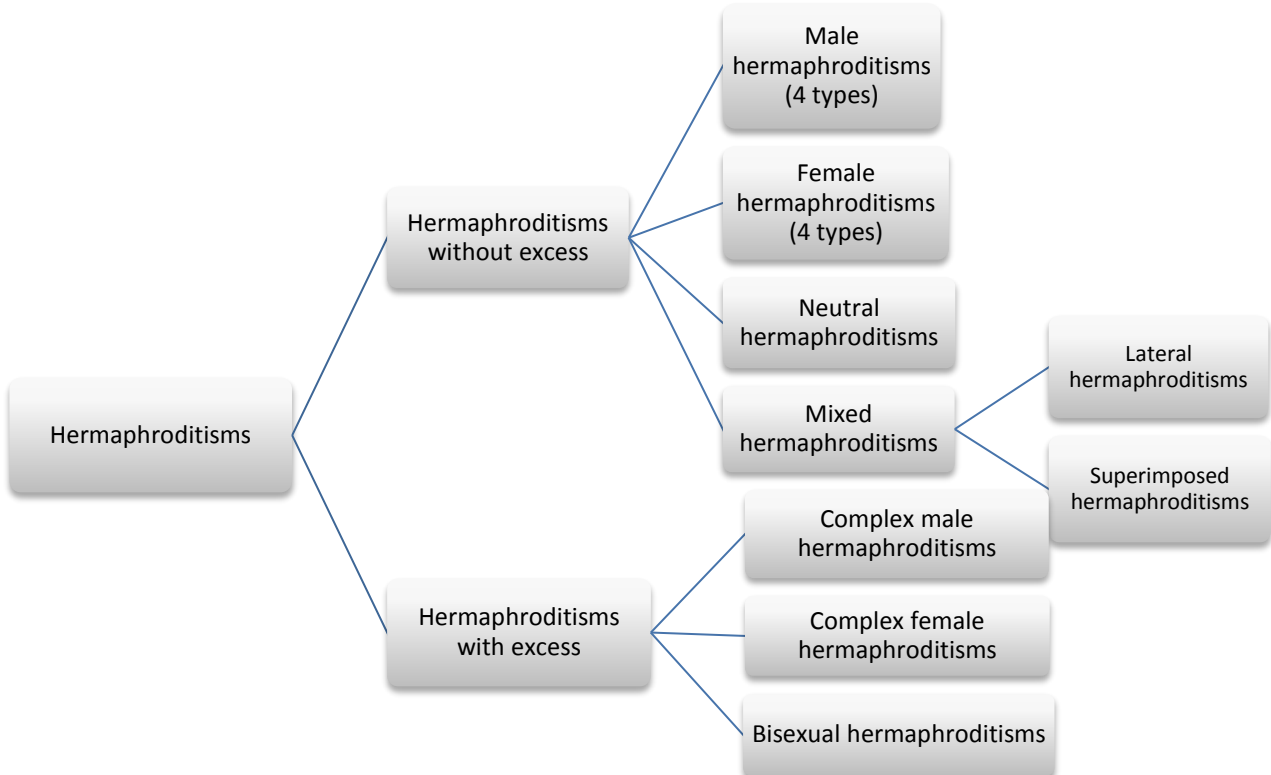 Hermaphroditisms
Hermaphroditisms
without excess
Male
hermaphroditisms
(4 types)
Female
hermaphroditisms
(4 types)
Neutral
hermaphroditisms
Mixed
hermaphroditisms
Lateral
hermaphroditisms
Superimposed
hermaphroditisms
Hermaphroditisms
with excess
Complex male
hermaphroditisms
Complex female
hermaphroditisms
Bisexual hermaphroditisms